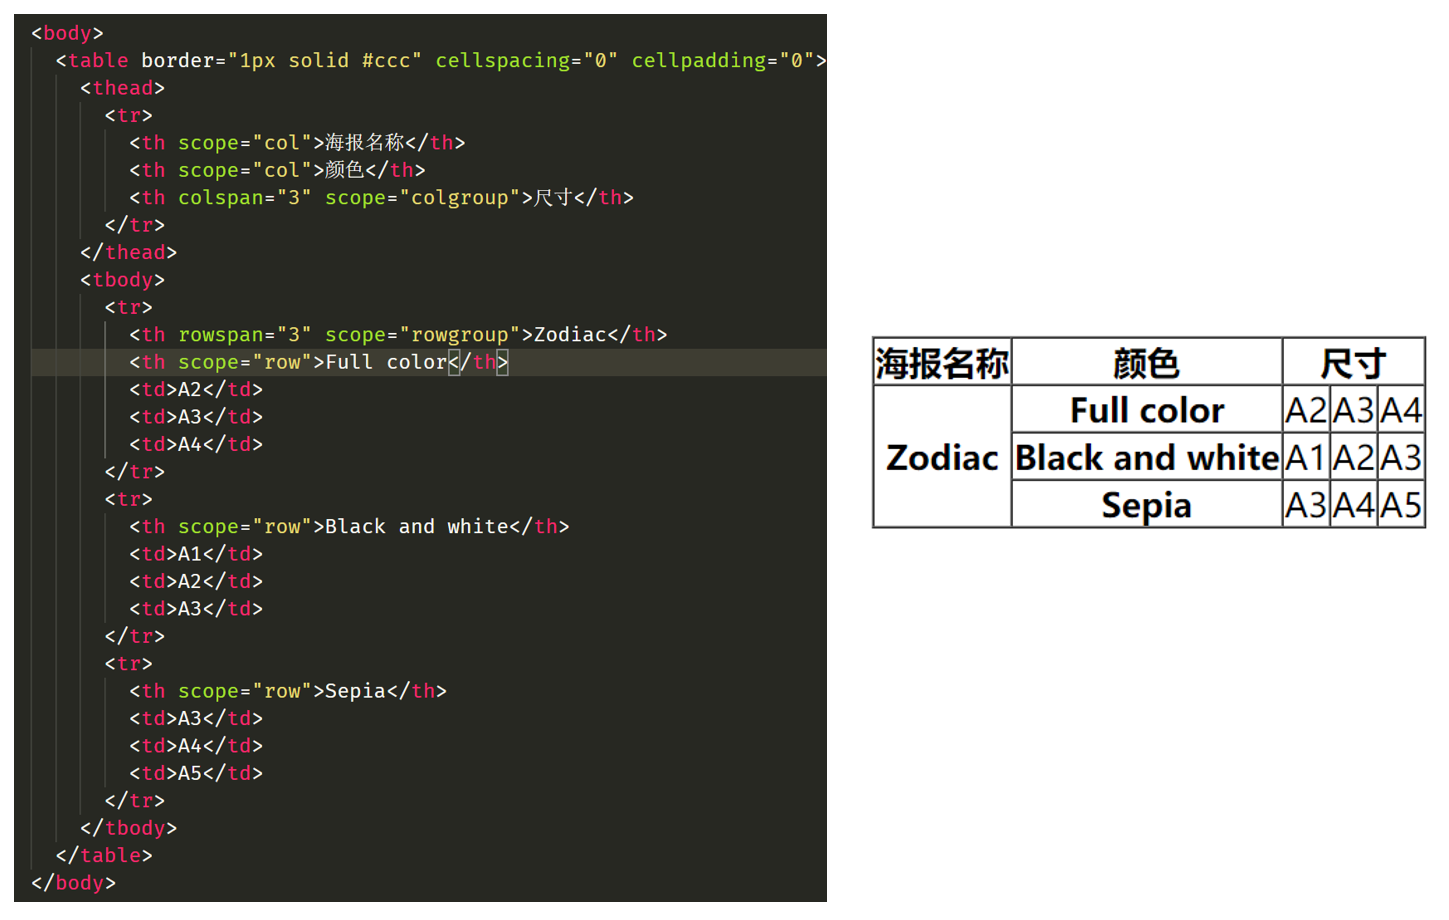 <body>
<table border="1px solid #ccc" cellspacing="0" cellpadding="0">
<thead>
<tr>
<th scope="col">海报名称</th>
<th scope="col">颜色</th>
<th colspan="3" scope="colgroup">尺寸</th>
</tr>
</thead>
<tbody>
<tr>
<th rowspan="3" scope="rowgroup">Zodiac</th>
<th scope="row">Full color</th>
<td>A2</td>
<td>A3</td>
<td>A4</td>
</tr>
<tr>
<th scope="row">Black and white</th>
<td>A1</td>
<td>A2</td>
<td>A3</td>
</tr>
<tr>
<th scope="row">Sepia</th>
<td>A3</td>
<td>A4</td>
<td>A5</td>
</tr>
</tbody>
</table>
</body>
海报名称 颜色 尺寸
Full color A2 A3 A4
Zodiac Black and white A1 A2 A3
Sepia A3 A4 A5